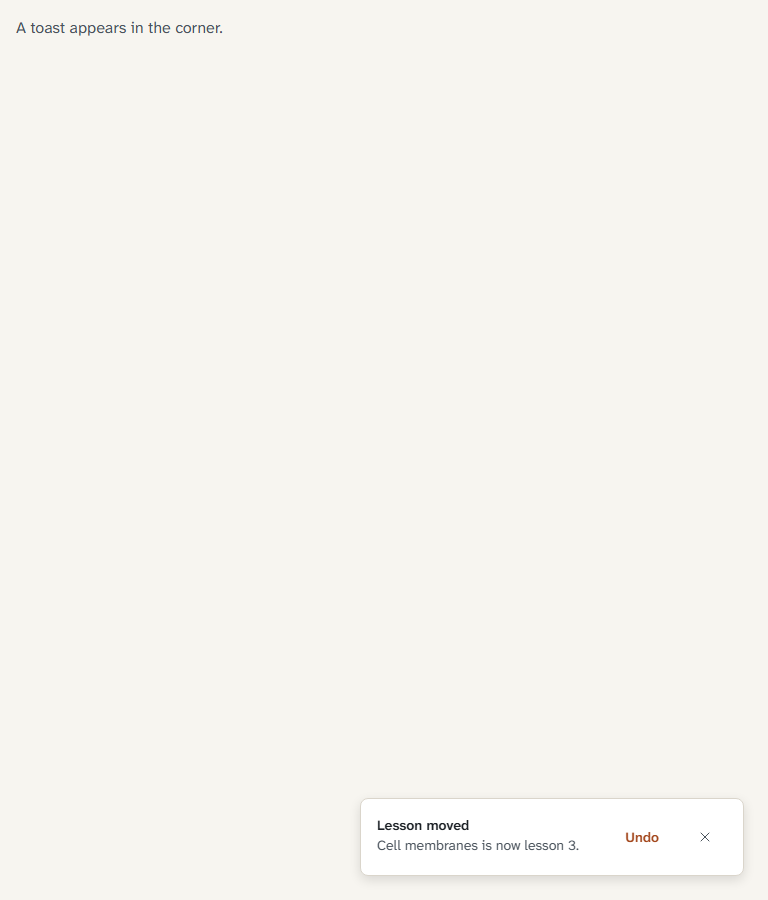 A toast appears in the corner.
Lesson moved
Cell membranes is now lesson 3.
Undo